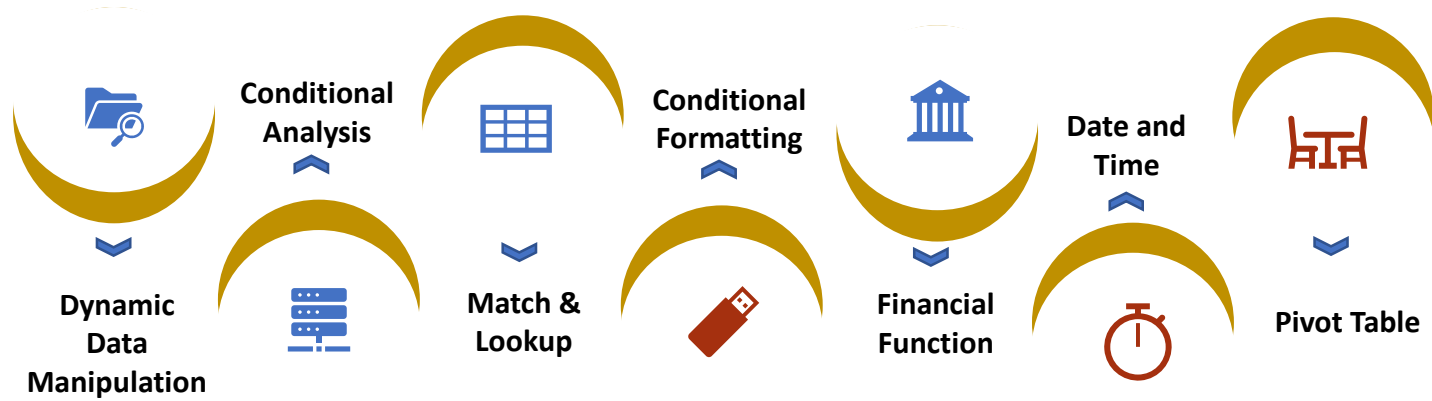 Dynamic
Data
Manipulation
Conditional
Analysis
Match &
Lookup
Conditional
Formatting
Financial
Function
Date and
Time
Pivot Table